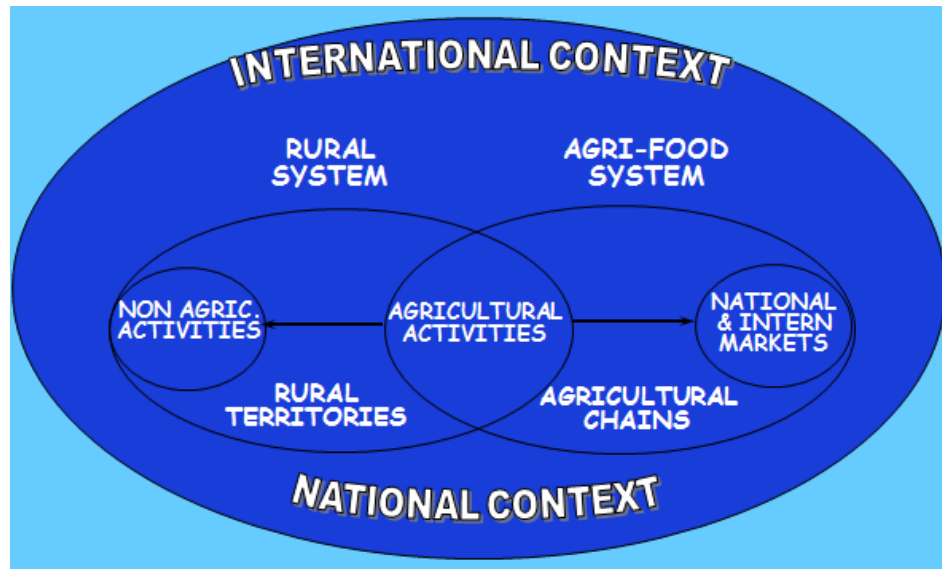 INTERNATIONAL CONTEXT
RURAL
SYSTEM
AGRI-FOOD
SYSTEM
NON AGRIC.
ACTIVITIES
AGRICULTURAL
ACTIVITIES
NATIONAL
& INTERN
MARKETS
RURAL
TERRITORIES
AGRICULTURAL
CHAINS
NATIONAL CONTEXT